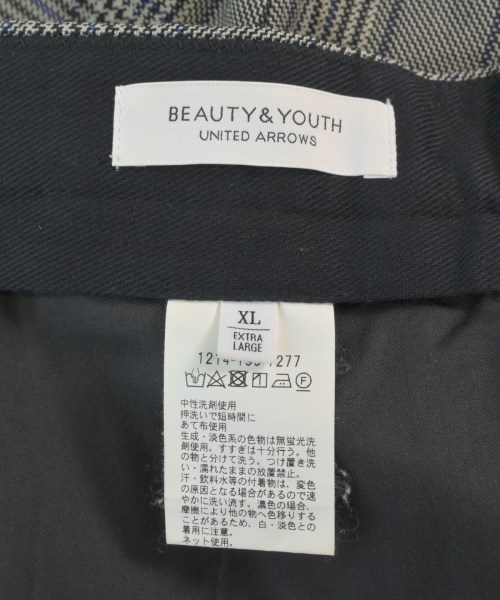 BEAUTY&YOUTH
UNITED ARROWS
XL
EXTRA
LARGE
1214-199-7277
中性洗剤使用
押洗いで短時間に
あて布使用
生成・淡色系の色物は無蛍光洗
剤使用。すすぎは十分行う。他
の物と分けて洗う。つけ置き洗
い・濡れたままの放置禁止。
汗・飲料水等の付着物は、変色
の原因となる場合があるので速
やかに洗い流す。濃色の場合、
摩擦により他の物へ色移りする
ことがあるため、白・淡色との
着用に注意。
ネット使用。